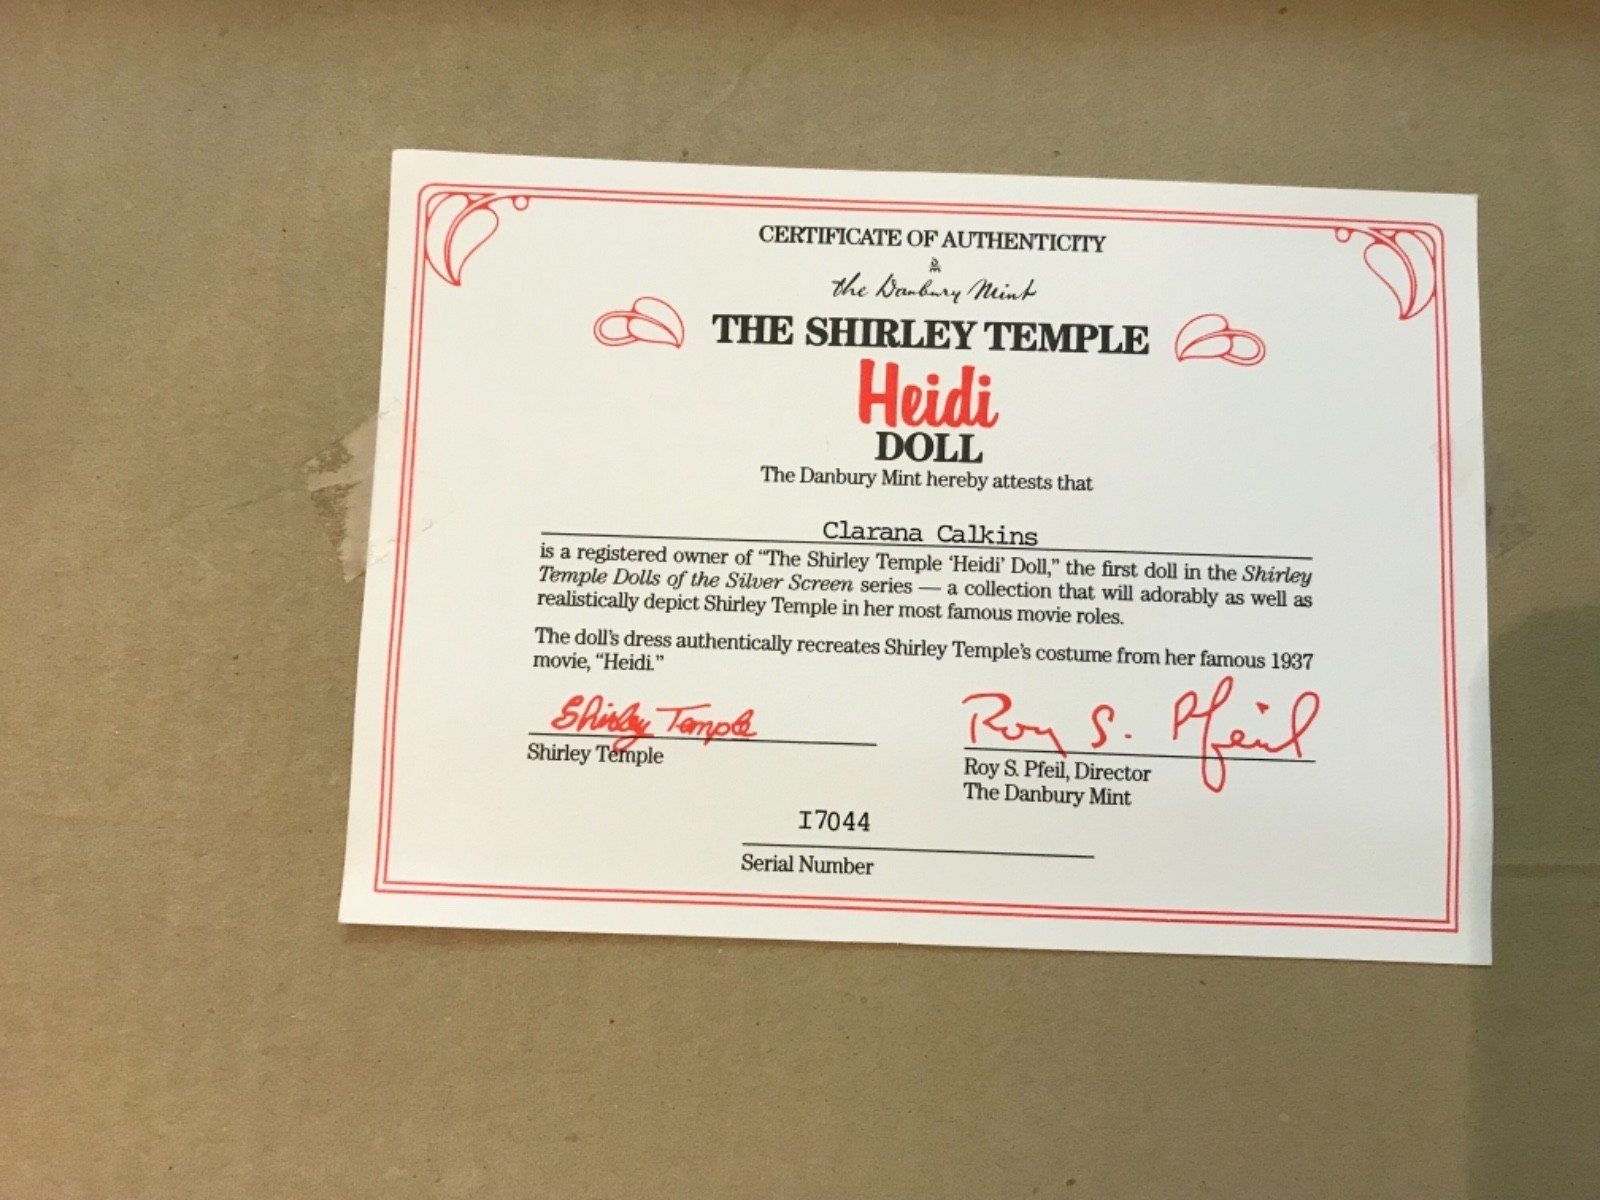 CERTIFICATE OF AUTHENTICITY
DM
the Danbury Mint
THE SHIRLEY TEMPLE
Heidi
DOLL
The Danbury Mint hereby attests that
Clarana Calkins
is a registered owner of “The Shirley Temple ‘Heidi’ Doll,” the first doll in the Shirley
Temple Dolls of the Silver Screen series — a collection that will adorably as well as
realistically depict Shirley Temple in her most famous movie roles.
The doll’s dress authentically recreates Shirley Temple’s costume from her famous 1937
movie, “Heidi.”
Shirley Temple
Shirley Temple
Roy S. Pfeil
Roy S. Pfeil, Director
The Danbury Mint
I7044
Serial Number